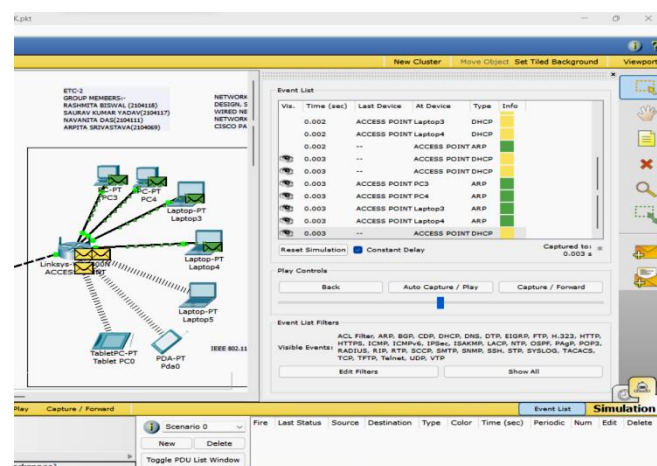 K.pkt
New Cluster Move Object Set Tiled Background Viewport
ETC-2
GROUP MEMBERS:-
RASHMITA BISWAL (2104118)
SAURAV KUMAR YADAV(2104117)
NAVANITA DAS(2104111)
ARPITA SRIVASTAVA(2104069)
NETWORK
DESIGN, S
WIRED NE
NETWORK
CISCO PA
PC-PT
PC3
PC-PT
PC4
Laptop-PT
Laptop3
Laptop-PT
Laptop4
Linksys-
ACCESS
Laptop-PT
Laptop5
TabletPC-PT
Tablet PC0
PDA-PT
Pda0
IEEE 802.11
Event List
Vis. Time (sec) Last Device At Device Type Info
0.002 ACCESS POINT Laptop3 DHCP
0.002 ACCESS POINT Laptop4 DHCP
0.002 -- ACCESS POINT ARP
0.003 -- ACCESS POINT DHCP
0.003 -- ACCESS POINT DHCP
0.003 ACCESS POINT PC3 ARP
0.003 ACCESS POINT PC4 ARP
0.003 ACCESS POINT Laptop3 ARP
0.003 ACCESS POINT Laptop4 ARP
0.003 -- ACCESS POINT DHCP
Reset Simulation Constant Delay Captured to:
0.003 s
Play Controls
Back Auto Capture / Play Capture / Forward
Event List Filters
Visible Events: ACL Filter, ARP, BGP, CDP, DHCP, DNS, DTP, EIGRP, FTP, H.323, HTTP,
HTTPS, ICMP, ICMPv6, IPSec, ISAKMP, LACP, NTP, OSPF, PAgP, POP3,
RADIUS, RIP, RTP, SCCP, SMTP, SNMP, SSH, STP, SYSLOG, TACACS,
TCP, TFTP, Telnet, UDP, VTP
Edit Filters Show All
Play Capture / Forward Event List Simulation
Scenario 0 Fire Last Status Source Destination Type Color Time (sec) Periodic Num Edit Delete
New Delete
Toggle PDU List Window